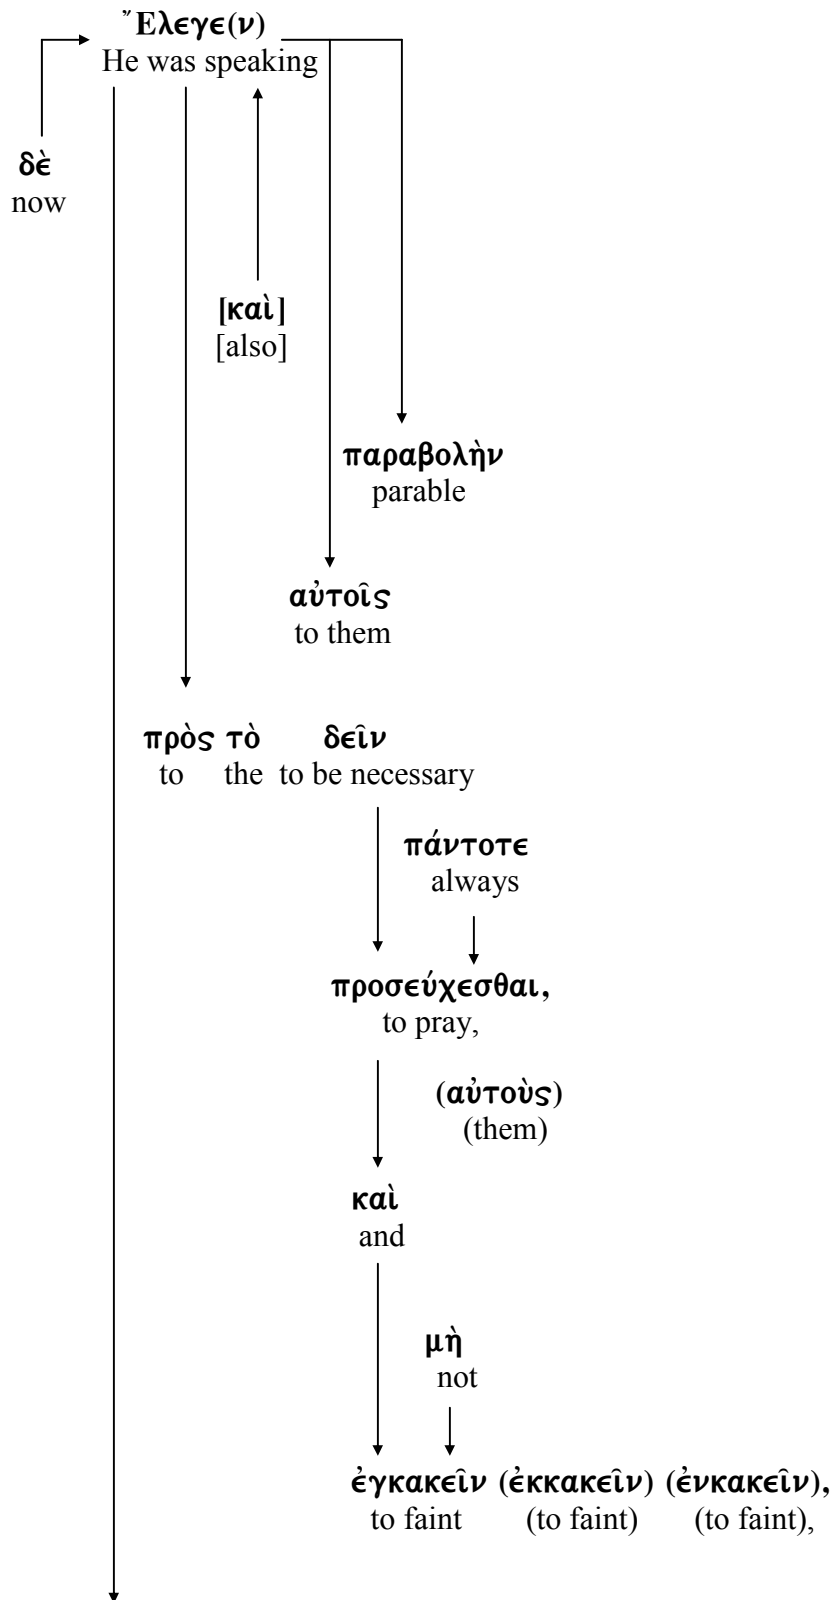 Ἔλεγε(ν)
He was speaking
δὲ
now
[καὶ]
[also]
παραβολὴν
parable
αὐτοῖς
to them
πρὸς τὸ δεῖν
to the to be necessary
πάντοτε
always
προσεύχεσθαι,
to pray,
(αὐτοὺς)
(them)
καὶ
and
μὴ
not
ἐγκακεῖν (ἐκκακεῖν) (ἐνκακεῖν),
to faint (to faint) (to faint),